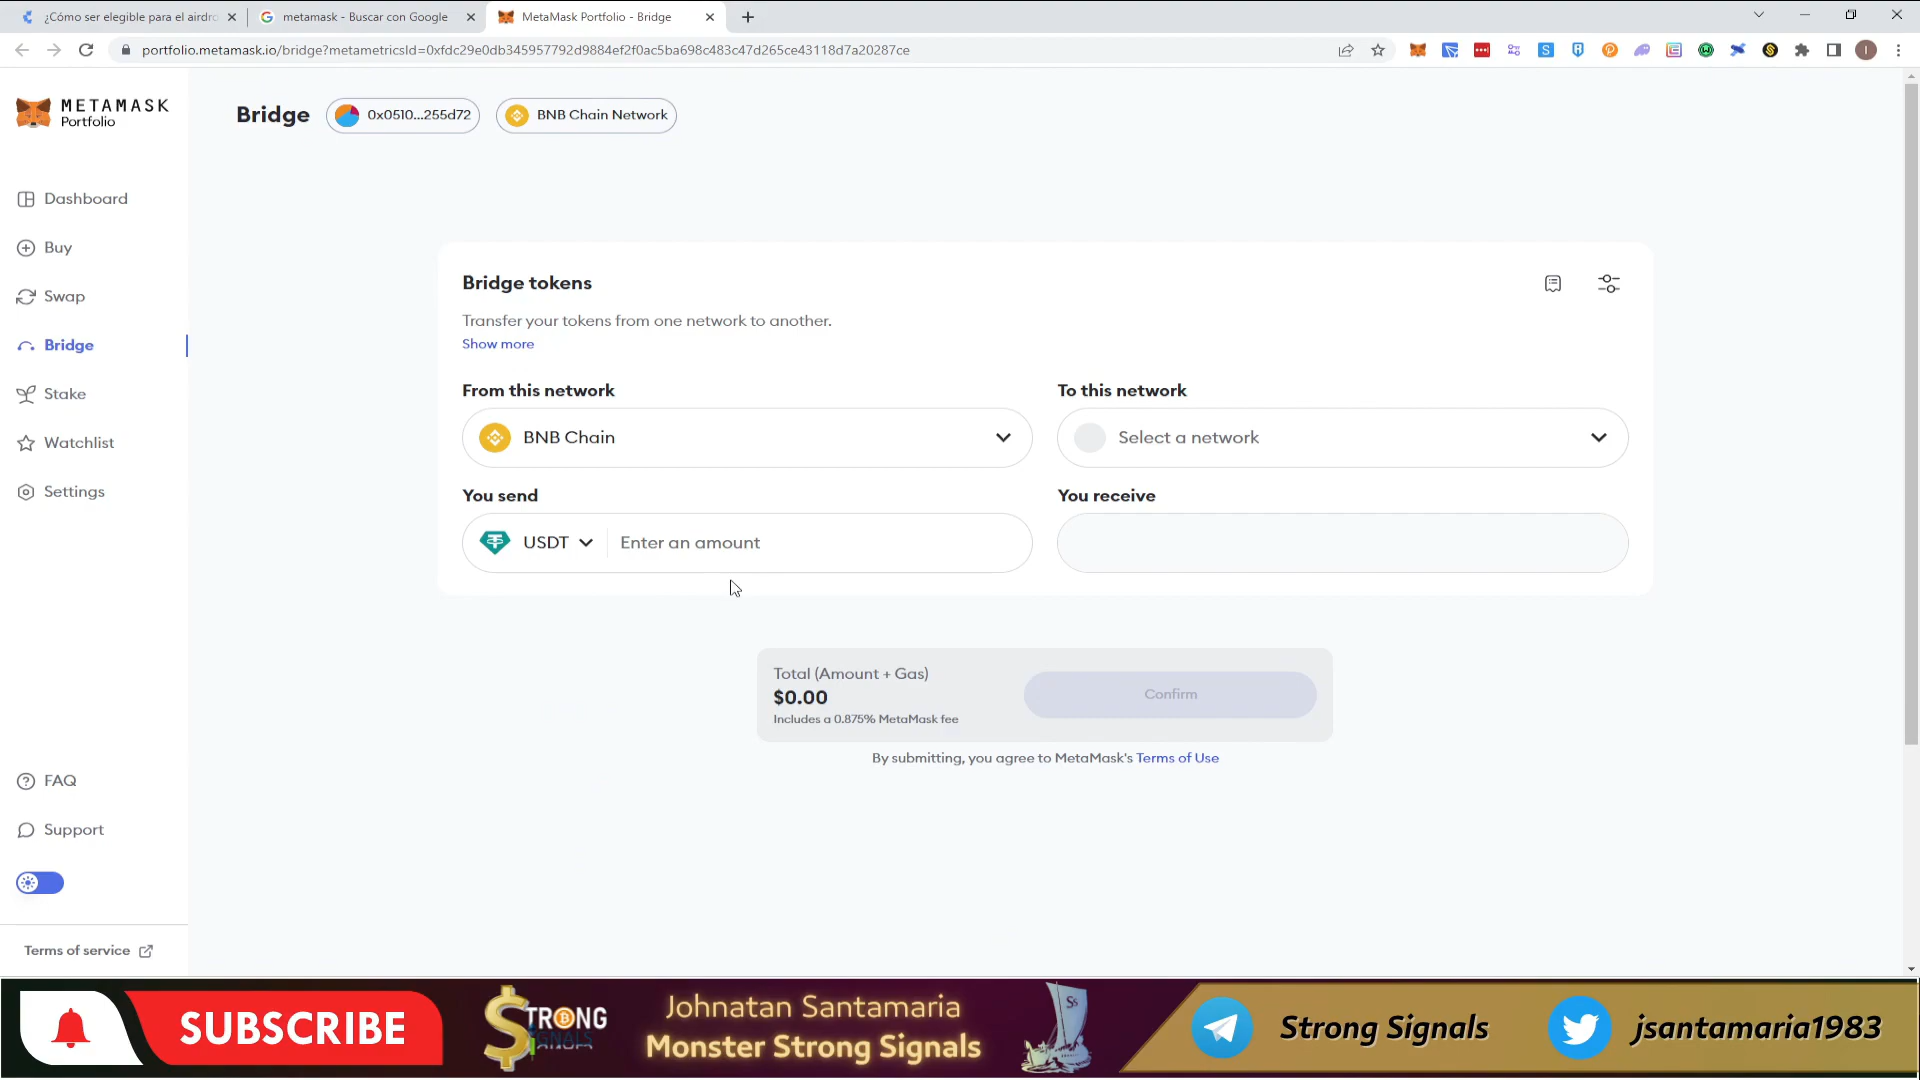 ¿Cómo ser elegible para el airdro
metamask - Buscar con Google
MetaMask Portfolio - Bridge
portfolio.metamask.io/bridge?metametricsId=0xfdc29e0db345957792d9884ef2f0ac5ba698c483c47d265ce43118d7a20287ce
METAMASK
Portfolio
Bridge
0x0510...255d72
BNB Chain Network
Dashboard
Buy
Swap
Bridge
Stake
Watchlist
Settings
Bridge tokens
Transfer your tokens from one network to another.
Show more
From this network
To this network
BNB Chain
Select a network
You send
You receive
USDT
Enter an amount
Total (Amount + Gas)
$0.00
Includes a 0.875% MetaMask fee
Confirm
By submitting, you agree to MetaMask's Terms of Use
FAQ
Support
Terms of service
SUBSCRIBE
STRONG
SIGNALS
Johnatan Santamaria
Monster Strong Signals
Ss
Strong Signals
jsantamaria1983